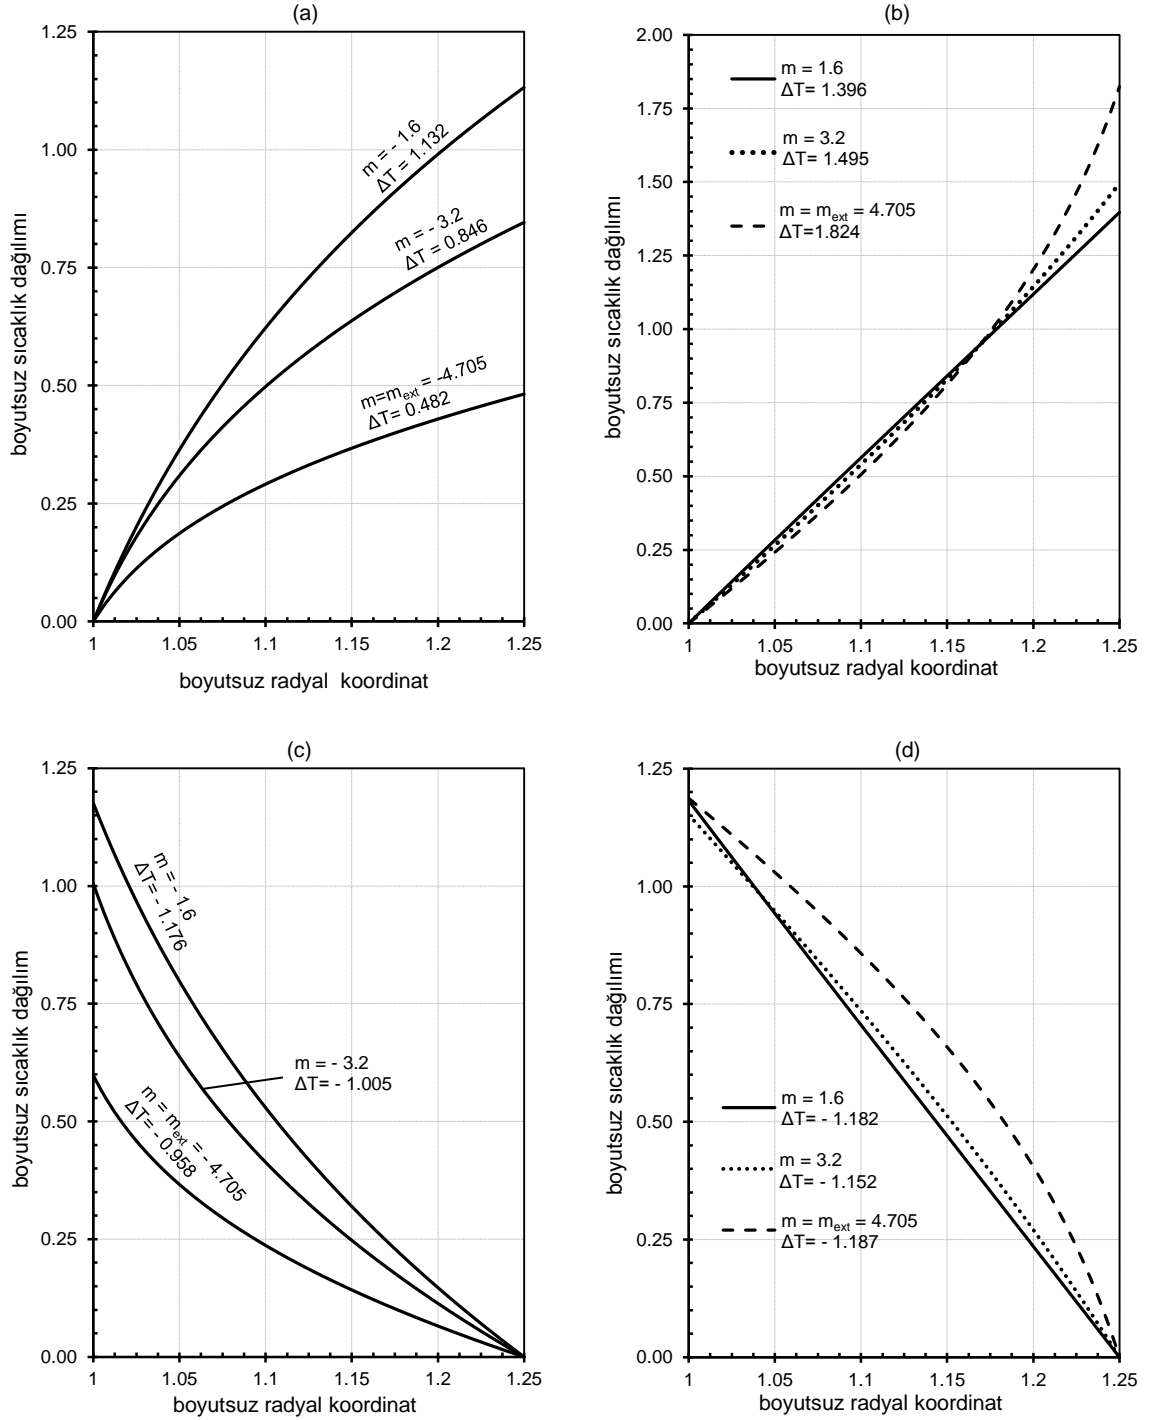 (a)
1.25
1.00
0.75
0.50
0.25
0.00
1 1.05 1.1 1.15 1.2 1.25
boyutsuz sıcaklık dağılımı
boyutsuz radyal koordinat
m = - 1.6
ΔT = 1.132
m = - 3.2
ΔT = 0.846
m=mext = -4.705
ΔT= 0.482
(b)
2.00
1.75
1.50
1.25
1.00
0.75
0.50
0.25
0.00
1 1.05 1.1 1.15 1.2 1.25
boyutsuz sıcaklık dağılımı
boyutsuz radyal koordinat
m = 1.6
ΔT= 1.396
m = 3.2
ΔT= 1.495
m = mext = 4.705
ΔT=1.824
(c)
1.25
1.00
0.75
0.50
0.25
0.00
1 1.05 1.1 1.15 1.2 1.25
boyutsuz sıcaklık dağılımı
boyutsuz radyal koordinat
m = - 1.6
ΔT= - 1.176
m = - 3.2
ΔT= - 1.005
m = mext = - 4.705
ΔT= - 0.958
(d)
1.25
1.00
0.75
0.50
0.25
0.00
1 1.05 1.1 1.15 1.2 1.25
boyutsuz sıcaklık dağılımı
boyutsuz radyal koordinat
m = 1.6
ΔT= - 1.182
m = 3.2
ΔT= - 1.152
m = mext = 4.705
ΔT= - 1.187